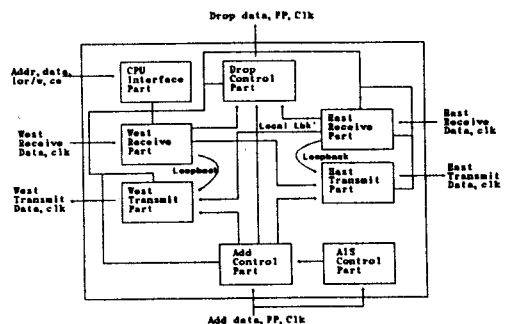 Drop data, FP, Clk
Addr, data,
ior/w, cs
CPU
Interface
Part
Drop
Control
Part
West
Receive
Data, clk
West
Receive
Part
Local Lbk'
East
Receive
Part
East
Receive
Data, clk
Loopback
Loopback
West
Transmit
Data, clk
West
Transmit
Part
East
Transmit
Part
East
Transmit
Data, clk
Add
Control
Part
AIS
Control
Part
Add data, FP, Clk